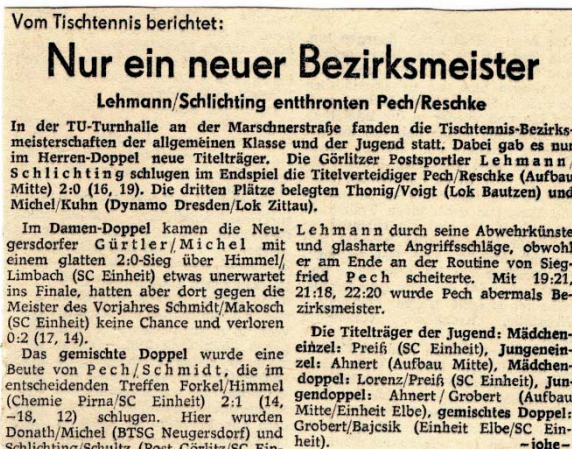 Vom Tischtennis berichtet:
Nur ein neuer Bezirksmeister
Lehmann/Schlichting entthronten Pech/Reschke
In der TU-Turnhalle an der Marschnerstraße fanden die Tischtennis-Bezirks-
meisterschaften der allgemeinen Klasse und der Jugend statt. Dabei gab es nur
im Herren-Doppel neue Titelträger. Die Görlitzer Postsportler Lehmann/
Schlichting schlugen im Endspiel die Titelverteidiger Pech/Reschke (Aufbau
Mitte) 2:0 (16, 19). Die dritten Plätze belegten Thonig/Voigt (Lok Bautzen) und
Michel/Kuhn (Dynamo Dresden/Lok Zittau).
Im Damen-Doppel kamen die Neu-
gersdorfer Gürtler/Michel mit
einem glatten 2:0-Sieg über Himmel/
Limbach (SC Einheit) etwas unerwartet
ins Finale, hatten aber dort gegen die
Meister des Vorjahres Schmidt/Makosch
(SC Einheit) keine Chance und verloren
0:2 (17, 14).
Das gemischte Doppel wurde eine
Beute von Pech/Schmidt, die im
entscheidenden Treffen Forkel/Himmel
(Chemie Pirna/SC Einheit) 2:1 (14,
–18, 12) schlugen. Hier wurden
Donath/Michel (BTSG Neugersdorf) und
Schlichting/Schultz (Post Görlitz/SC Ein-
Lehmann durch seine Abwehrkünste
und glasharte Angriffsschläge, obwohl
er am Ende an der Routine von Sieg-
fried Pech scheiterte. Mit 19:21,
21:18, 22:20 wurde Pech abermals Be-
zirksmeister.
Die Titelträger der Jugend: Mädchen-
einzel: Preiß (SC Einheit), Jungenein-
zel: Ahnert (Aufbau Mitte), Mädchen-
doppel: Lorenz/Preiß (SC Einheit), Jun-
gendoppel: Ahnert/Grobert (Aufbau
Mitte/Einheit Elbe), gemischtes Doppel:
Grobert/Bajcsik (Einheit Elbe/SC Ein-
heit). –johe–